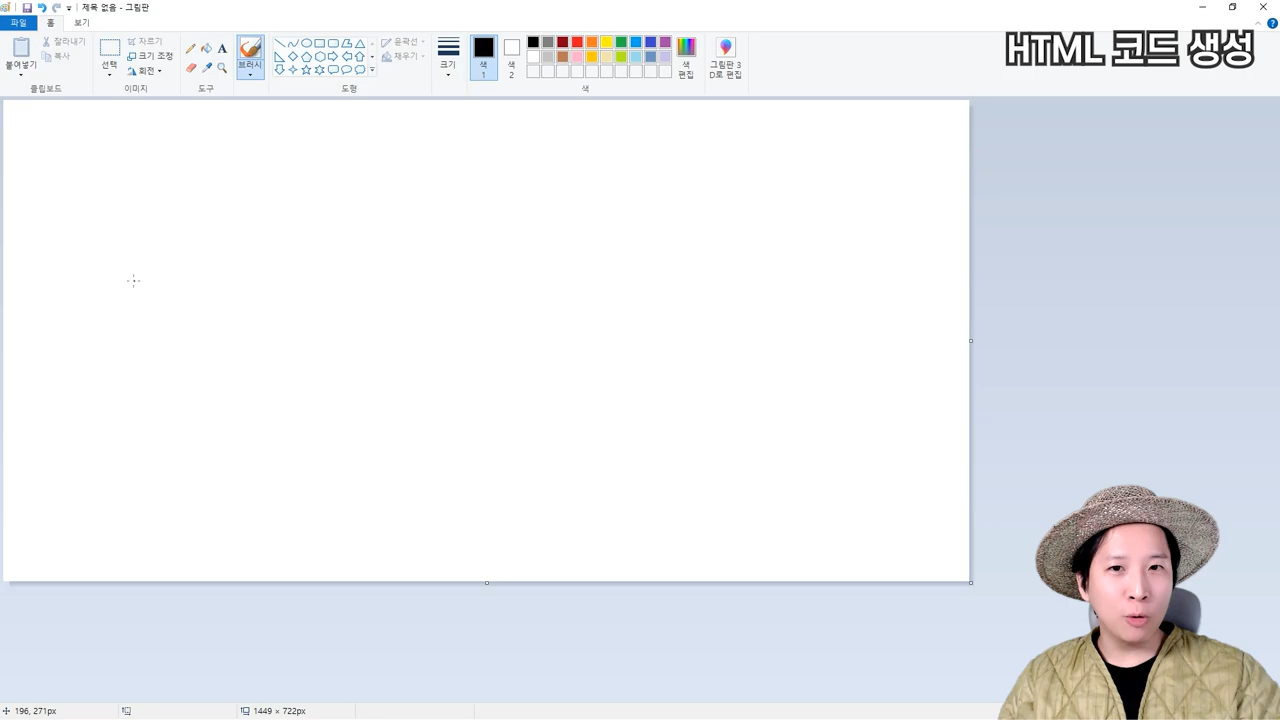 제목 없음 - 그림판
파일 홈 보기
HTML 코드 생성
붙여넣기
잘라내기
복사
클립보드
선택
자르기
크기 조정
회전
이미지
도구
브러시
윤곽선
채우기
도형
크기
색
1
색
2
색
편집
그림판 3
D로 편집
색
196, 271px
1449 × 722px